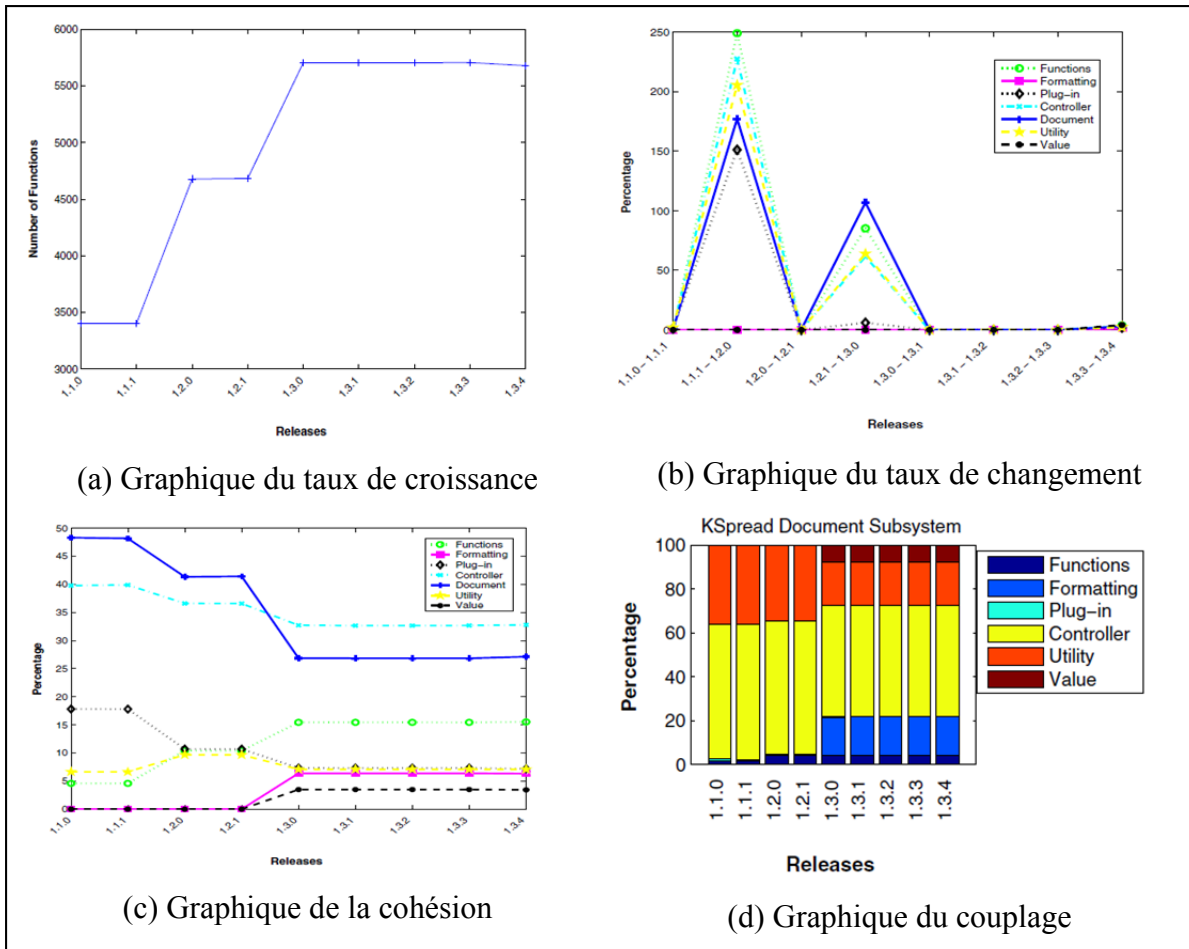 6000
5500
5000
4500
4000
3500
3000
Number of Functions
1.1.0
1.1.1
1.2.0
1.2.1
1.3.0
1.3.1
1.3.2
1.3.3
1.3.4
Releases
(a) Graphique du taux de croissance
250
200
150
100
50
0
Percentage
Functions
Formatting
Plug-in
Controller
Document
Utility
Value
1.1.0 - 1.1.1
1.1.1 - 1.2.0
1.2.0 - 1.2.1
1.2.1 - 1.3.0
1.3.0 - 1.3.1
1.3.1 - 1.3.2
1.3.2 - 1.3.3
1.3.3 - 1.3.4
Releases
(b) Graphique du taux de changement
50
45
40
35
30
25
20
15
10
5
0
Percentage
Functions
Formatting
Plug-in
Controller
Document
Utility
Value
1.1.0
1.1.1
1.2.0
1.2.1
1.3.0
1.3.1
1.3.2
1.3.3
1.3.4
Releases
(c) Graphique de la cohésion
KSpread Document Subsystem
100
80
60
40
20
0
Percentage
Functions
Formatting
Plug-in
Controller
Utility
Value
1.1.0
1.1.1
1.2.0
1.2.1
1.3.0
1.3.1
1.3.2
1.3.3
1.3.4
Releases
(d) Graphique du couplage